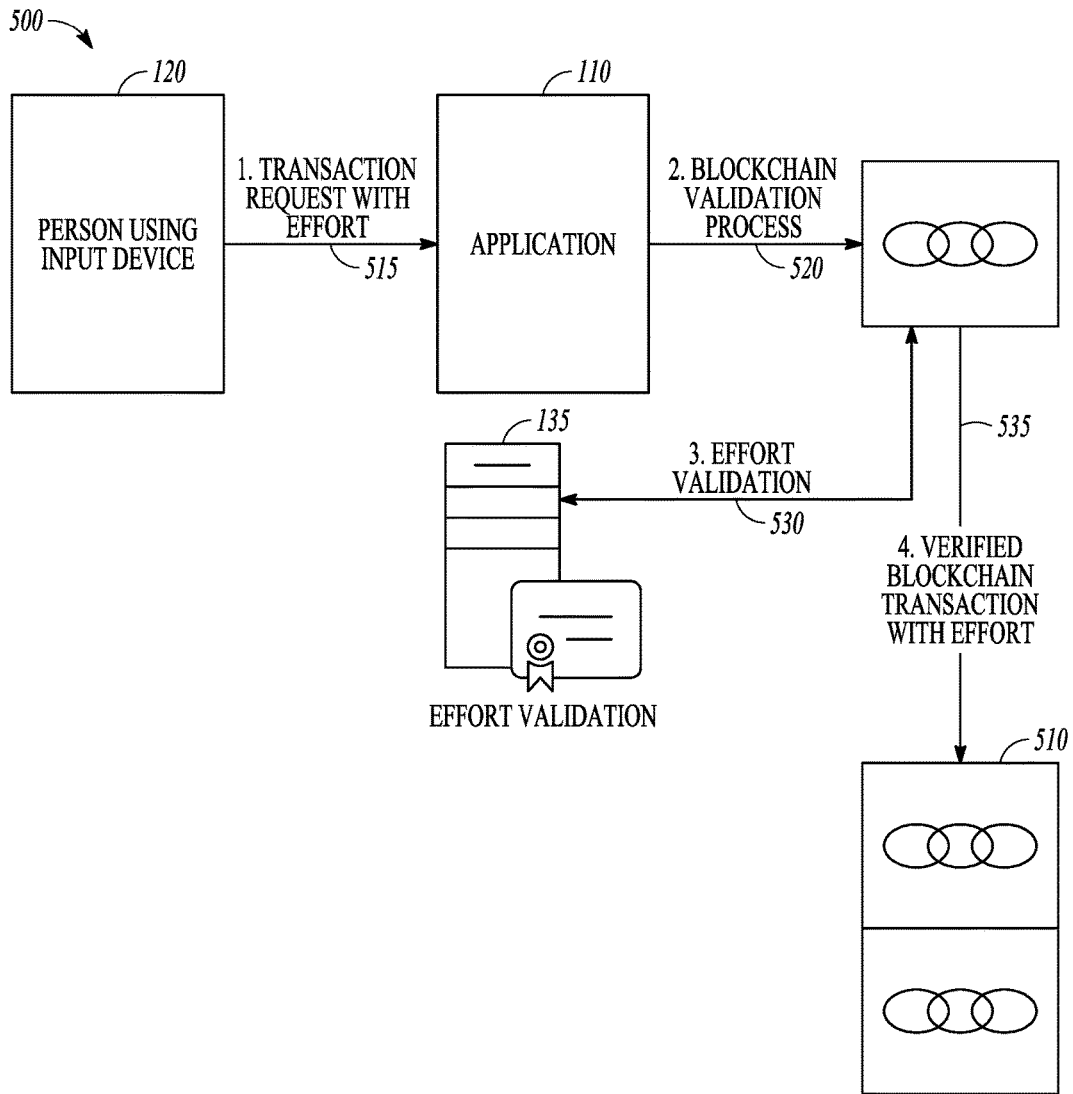 500
120
110
PERSON USING
INPUT DEVICE
1. TRANSACTION
REQUEST WITH
EFFORT
515
APPLICATION
2. BLOCKCHAIN
VALIDATION
PROCESS
520
135
3. EFFORT
VALIDATION
530
535
EFFORT VALIDATION
4. VERIFIED
BLOCKCHAIN
TRANSACTION
WITH EFFORT
510